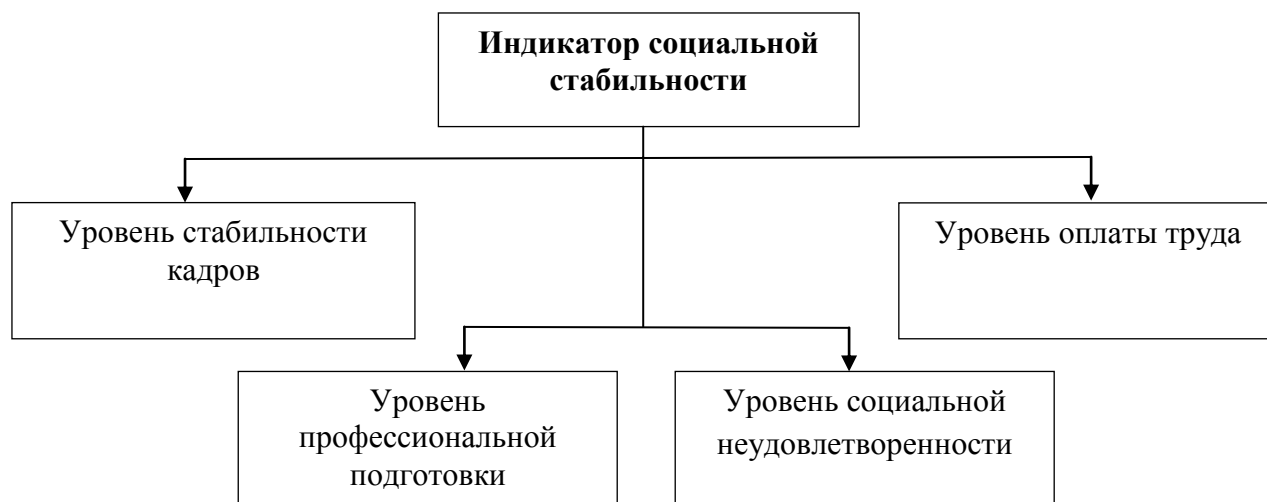 Индикатор социальной
стабильности
Уровень стабильности
кадров
Уровень оплаты труда
Уровень
профессиональной
подготовки
Уровень социальной
неудовлетворенности